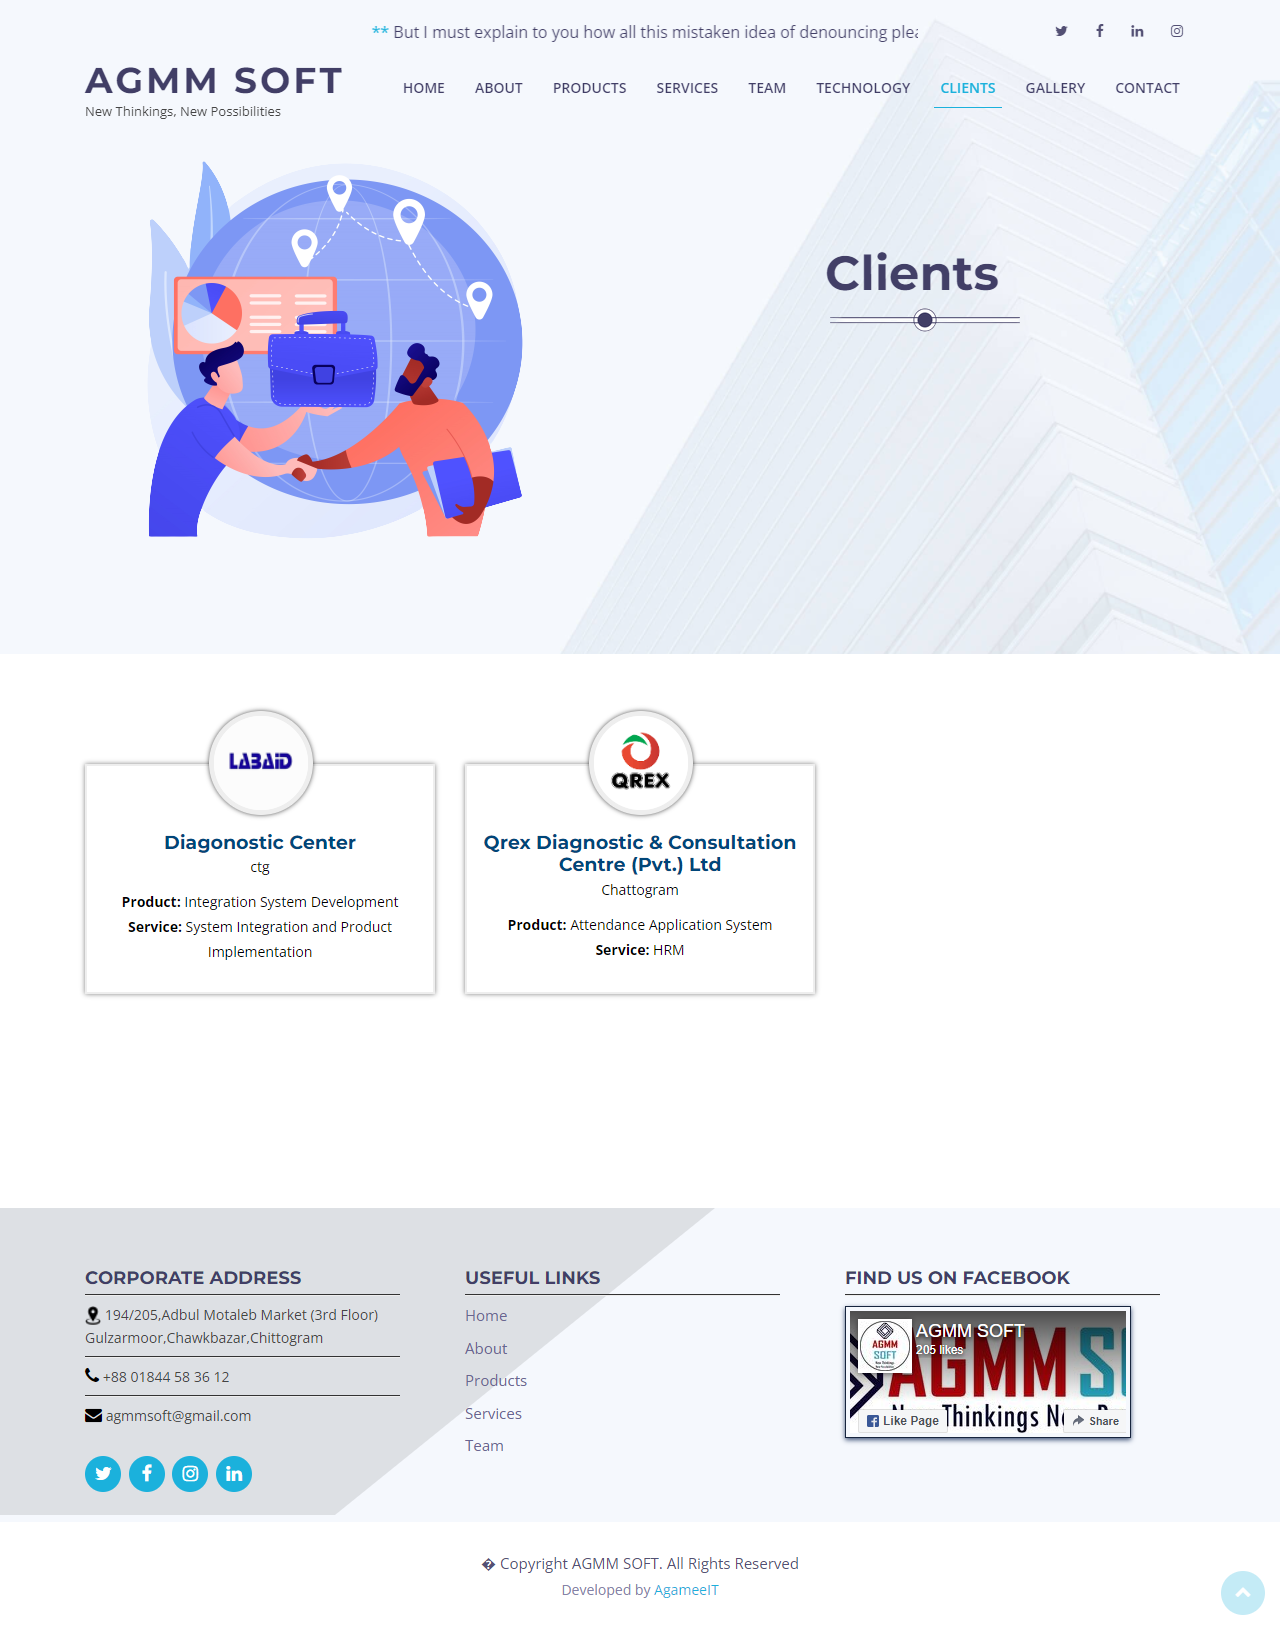 ** But I must explain to you how all this mistaken idea of denouncing
AGMM SOFT
New Thinkings, New Possibilities
HOME ABOUT PRODUCTS SERVICES TEAM TECHNOLOGY CLIENTS GALLERY CONTACT
Clients
LABAID
QREX
Diagonostic Center
ctg
Product: Integration System Development
Service: System Integration and Product
Implementation
Qrex Diagnostic & Consultation
Centre (Pvt.) Ltd
Chattogram
Product: Attendance Application System
Service: HRM
CORPORATE ADDRESS
194/205,Adbul Motaleb Market (3rd Floor)
Gulzarmoor,Chawkbazar,Chittogram
+88 01844 58 36 12
agmmsoft@gmail.com
USEFUL LINKS
Home
About
Products
Services
Team
FIND US ON FACEBOOK
AGMM SOFT
205 likes
AGMM
SOFT
AGMM S
Thinkings
Like Page
Share
� Copyright AGMM SOFT. All Rights Reserved
Developed by AgameeIT